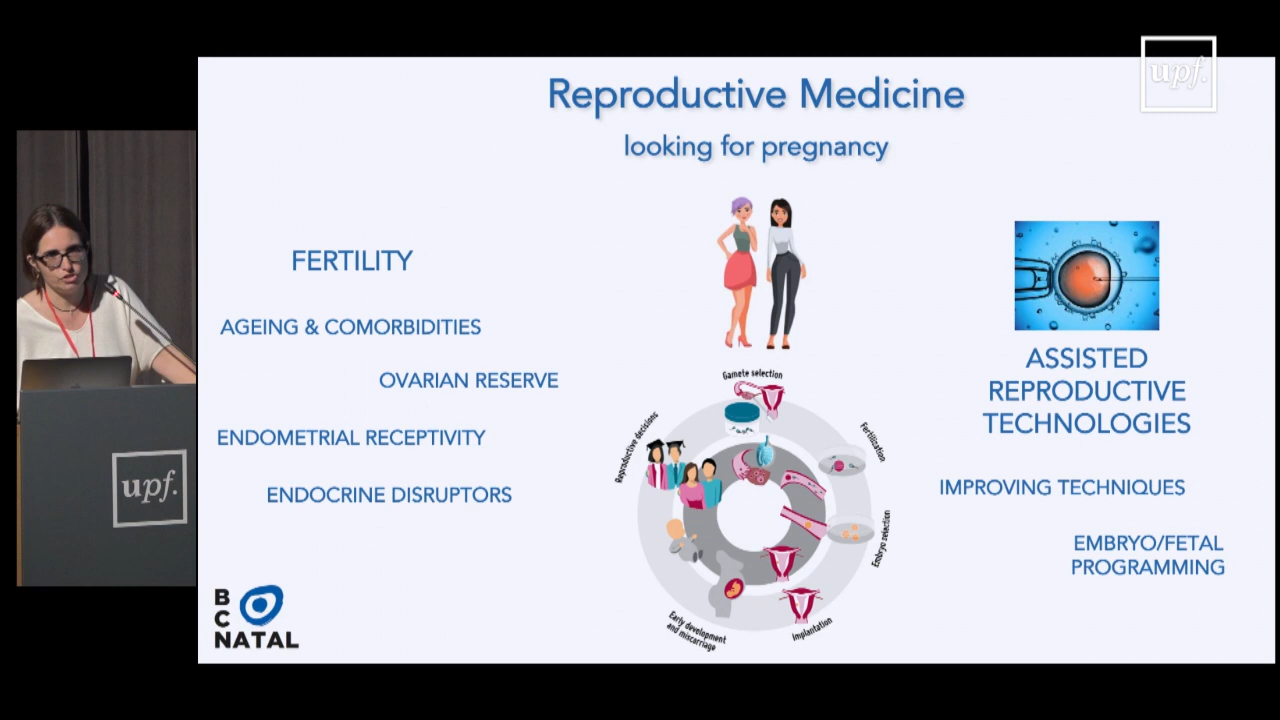 upf.
Reproductive Medicine
looking for pregnancy
FERTILITY
AGEING & COMORBIDITIES
OVARIAN RESERVE
ENDOMETRIAL RECEPTIVITY
ENDOCRINE DISRUPTORS
Gamete selection
Fertilization
Embryo selection
Implantation
Early development
and miscarriage
Reproductive decisions
ASSISTED
REPRODUCTIVE
TECHNOLOGIES
IMPROVING TECHNIQUES
EMBRYO/FETAL
PROGRAMMING
B
C
NATAL
upf.